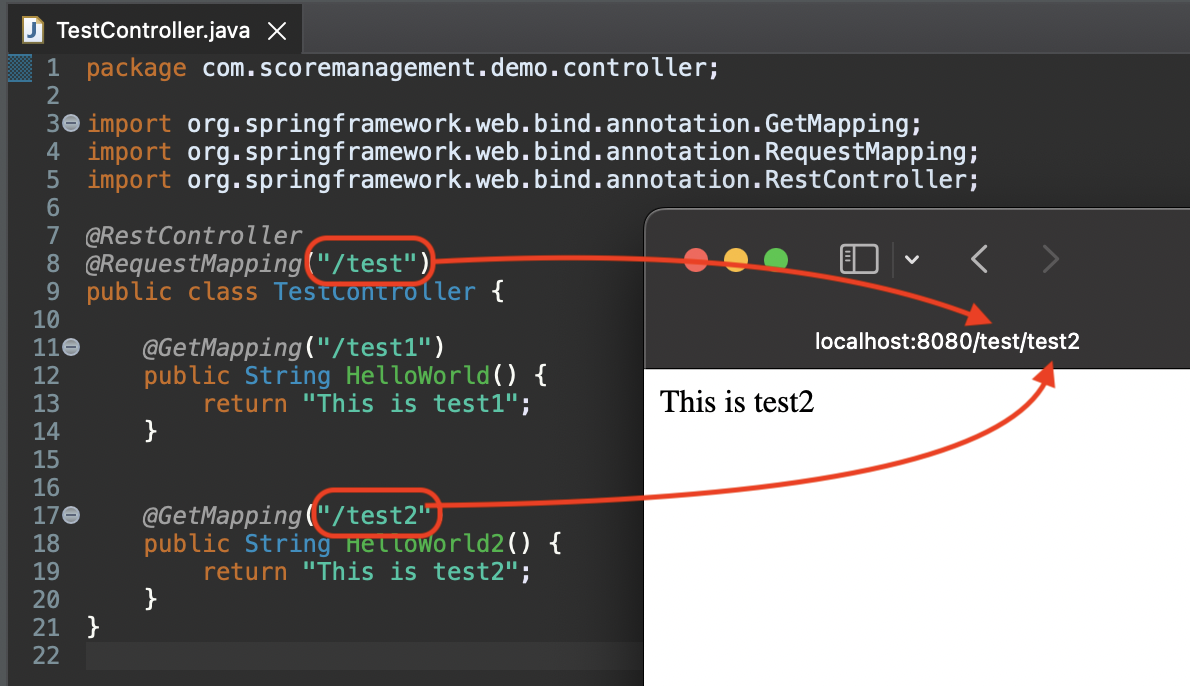 TestController.java
1 package com.scoremanagement.demo.controller;
2
3 import org.springframework.web.bind.annotation.GetMapping;
4 import org.springframework.web.bind.annotation.RequestMapping;
5 import org.springframework.web.bind.annotation.RestController;
6
7 @RestController
8 @RequestMapping("/test")
9 public class TestController {
10
11 @GetMapping("/test1")
12 public String HelloWorld() {
13 return "This is test1";
14 }
15
16
17 @GetMapping("/test2"
18 public String HelloWorld2() {
19 return "This is test2";
20 }
21 }
22
localhost:8080/test/test2
This is test2